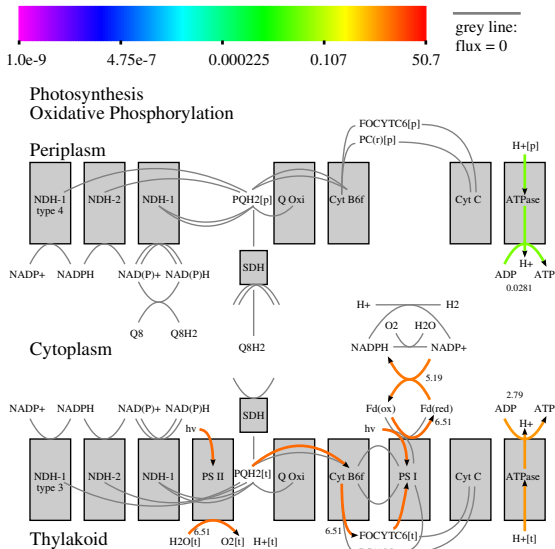 grey line:
flux = 0
1.0e-9 4.75e-7 0.000225 0.107 50.7
Photosynthesis
Oxidative Phosphorylation
Periplasm
FOCYTC6[p]
PC(r)[p]
H+[p]
NDH-1
type 4
NDH-2
NDH-1
PQH2[p]
Q Oxi
Cyt B6f
Cyt C
ATPase
NADP+ NADPH NAD(P)+ NAD(P)H
SDH
H+
ADP ATP
0.0281
Q8 Q8H2
Q8H2
H+ H2
O2 H2O
NADPH NADP+
Cytoplasm
5.19
2.79
NADP+ NADPH NAD(P)+ NAD(P)H
SDH
Fd(ox) Fd(red)
6.51
ADP ATP
H+
hv
hv
NDH-1
type 3
NDH-2
NDH-1
PS II
PQH2[t]
Q Oxi
Cyt B6f
PS I
Cyt C
ATPase
6.51
6.51
FOCYTC6[t]
H2O[t] O2[t] H+[t]
H+[t]
Thylakoid